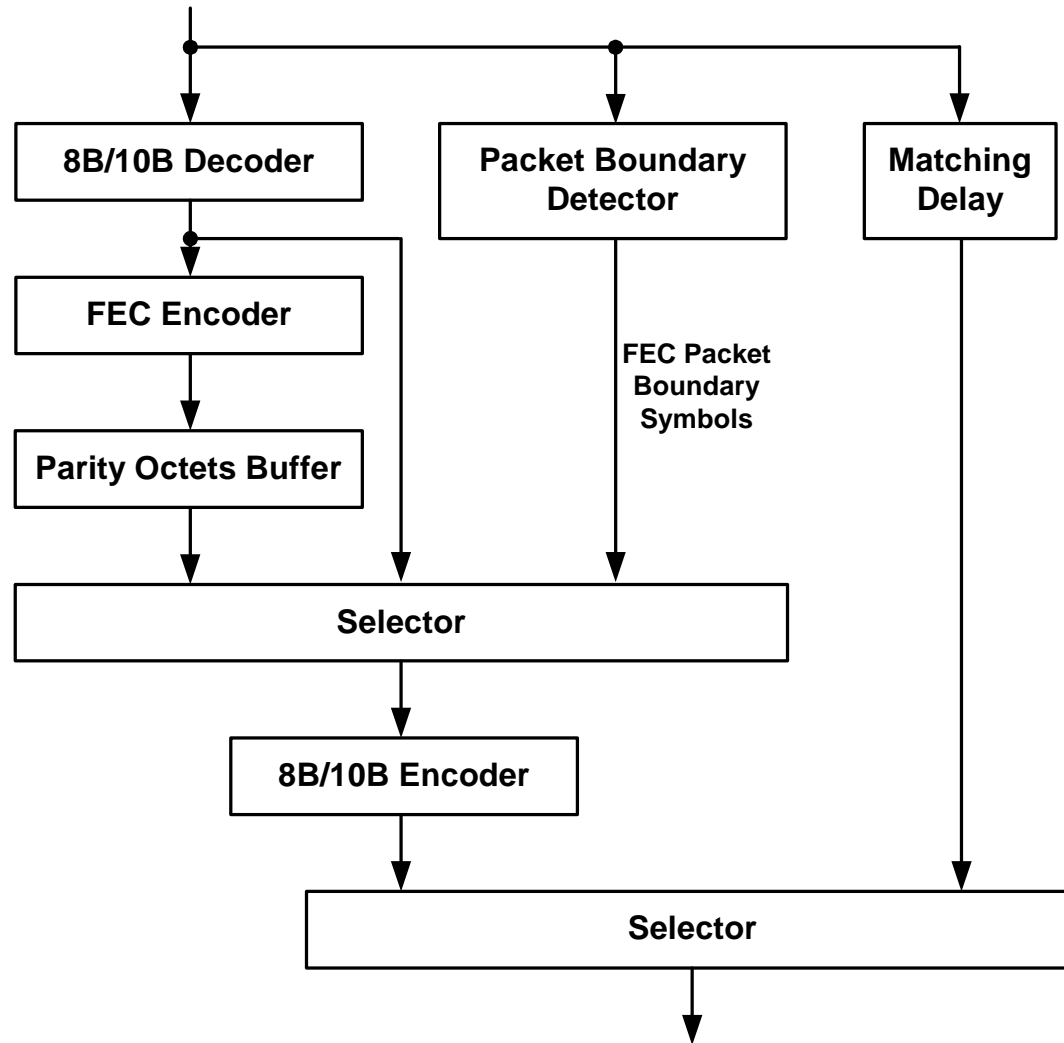 8B/10B Decoder
Packet Boundary
Detector
Matching
Delay
FEC Encoder
FEC Packet
Boundary
Symbols
Parity Octets Buffer
Selector
8B/10B Encoder
Selector